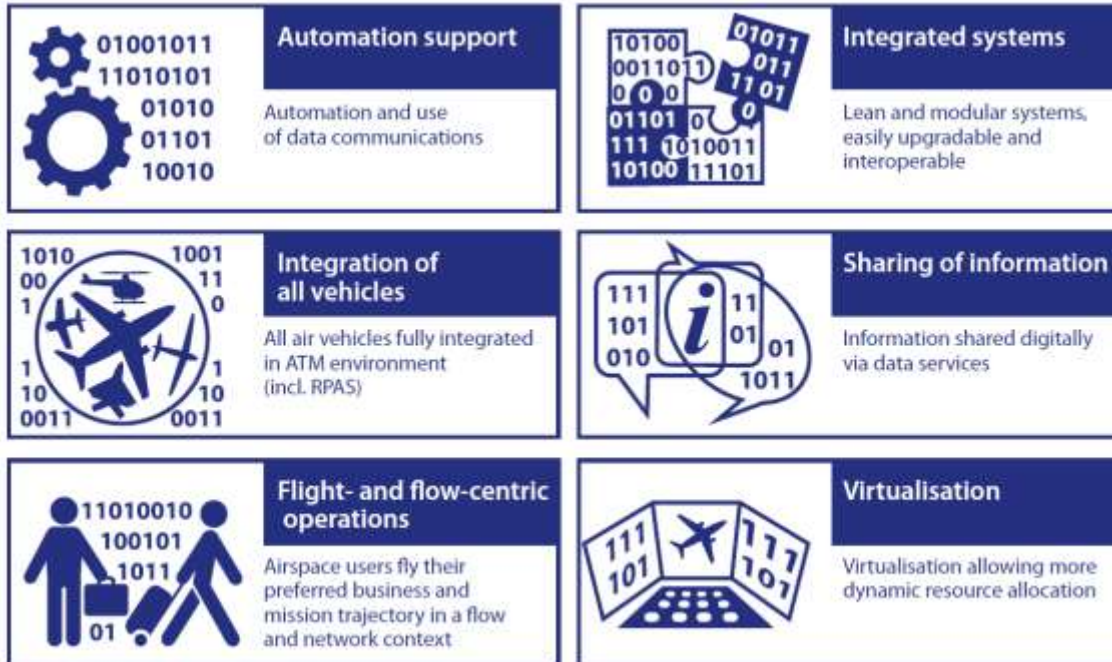 01001011
11010101
01010
01101
10010
Automation support
Automation and use
of data communications
10100
0011011
0 0 0
01101
111 1010011
10100 11101
01011
011
11 01
0
0
Integrated systems
Lean and modular systems,
easily upgradable and
interoperable
1010
00
1
1001
11
0
1
10
0011
1
10
0011
Integration of
all vehicles
All air vehicles fully integrated
in ATM environment
(incl. RPAS)
111
101
010
i
11
01
01
1011
Sharing of information
Information shared digitally
via data services
11010010
100101
1011
01
Flight- and flow-centric
operations
Airspace users fly their
preferred business and
mission trajectory in a flow
and network context
111
101
111
101
Virtualisation
Virtualisation allowing more
dynamic resource allocation